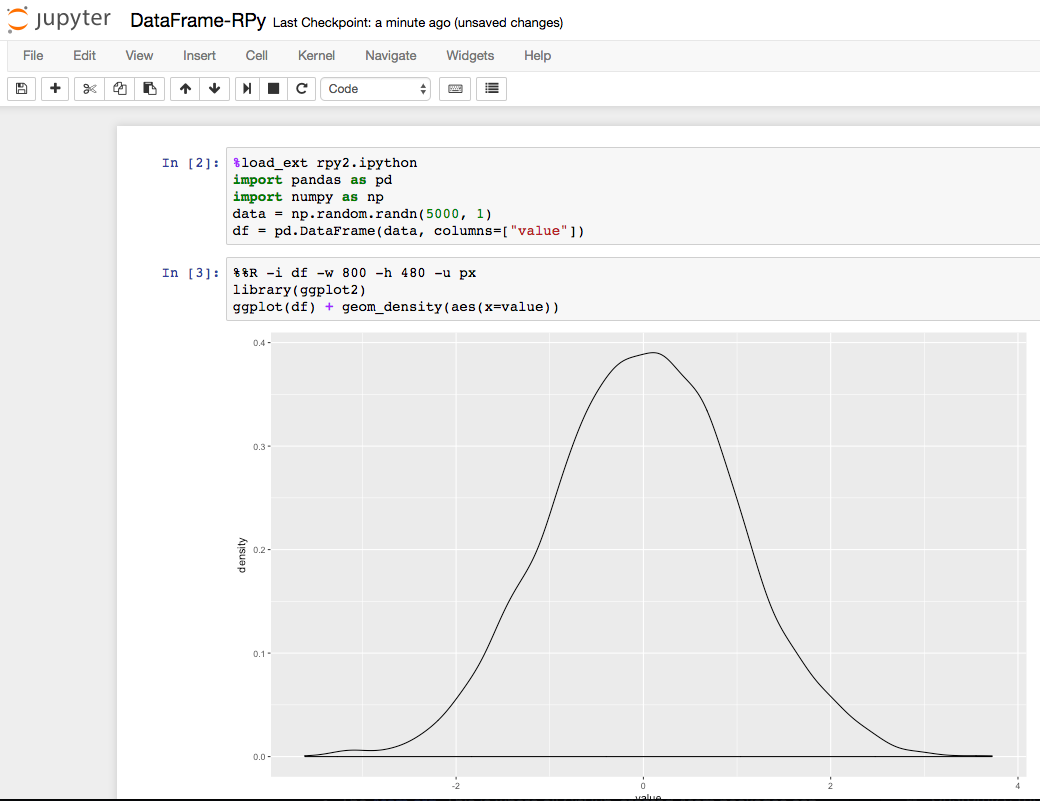 jupyter DataFrame-RPy Last Checkpoint: a minute ago (unsaved changes)
File Edit View Insert Cell Kernel Navigate Widgets Help
Code
In [2]: %load_ext rpy2.ipython
import pandas as pd
import numpy as np
data = np.random.randn(5000, 1)
df = pd.DataFrame(data, columns=["value"])
In [3]: %%R -i df -w 800 -h 480 -u px
library(ggplot2)
ggplot(df) + geom_density(aes(x=value))
0.4
0.3
density
0.2
0.1
0.0
-2 0 2 4
value